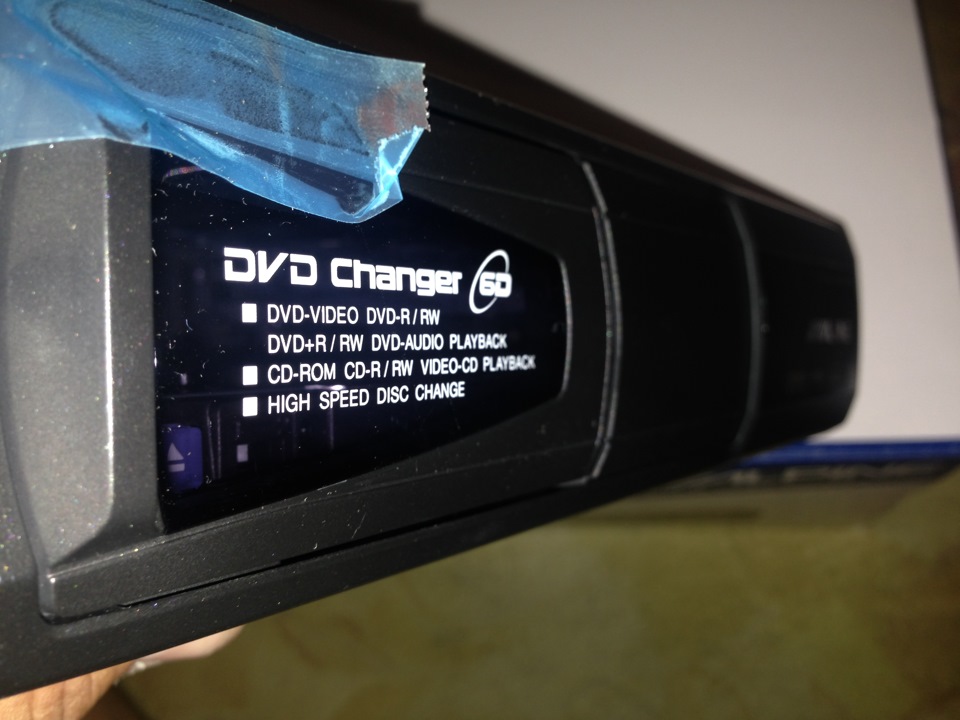 DVD Changer 6D
DVD-VIDEO DVD-R / RW
DVD+R / RW DVD-AUDIO PLAYBACK
CD-ROM CD-R / RW VIDEO-CD PLAYBACK
HIGH SPEED DISC CHANGE